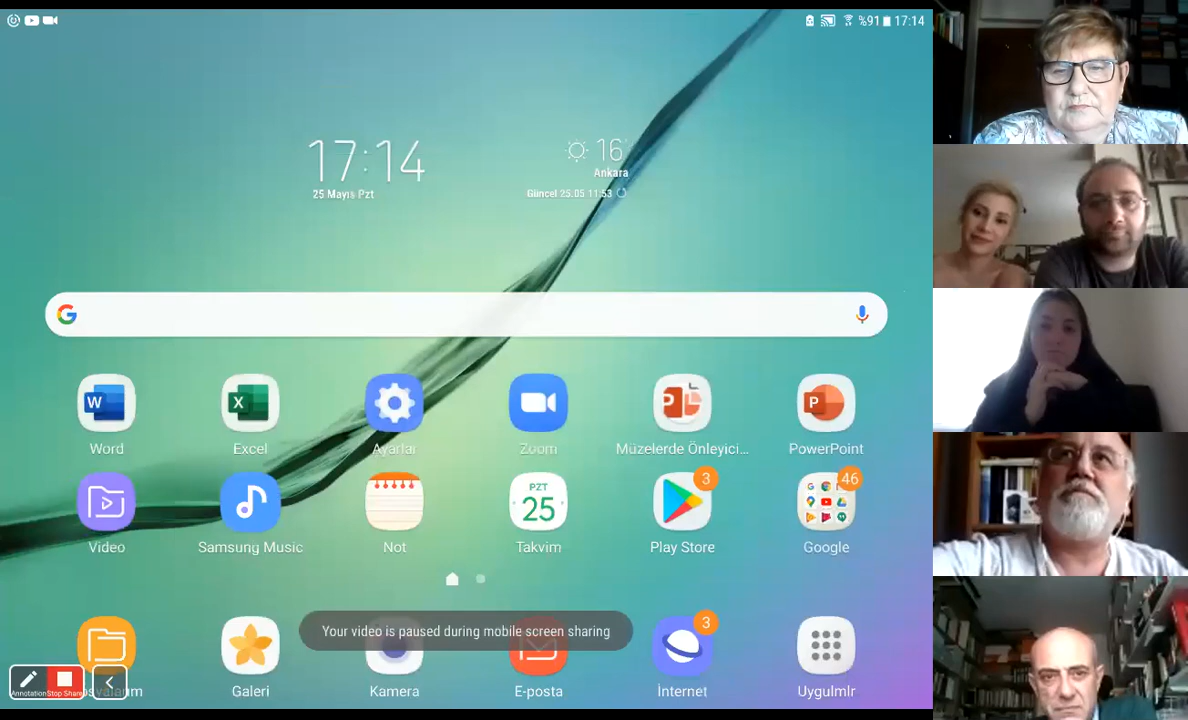 %91 17:14
17:14
25 Mayıs Pzt
16°
Ankara
Güncel 25.05 11:53
Word
Excel
Ayarlar
Zoom
Müzelerde Önleyici...
PowerPoint
3
46
PZT
25
Video
Samsung Music
Not
Takvim
Play Store
Google
Your video is paused during mobile screen sharing
3
Annotation
Stop Share
Galeri
Kamera
E-posta
İnternet
Uygulmlr